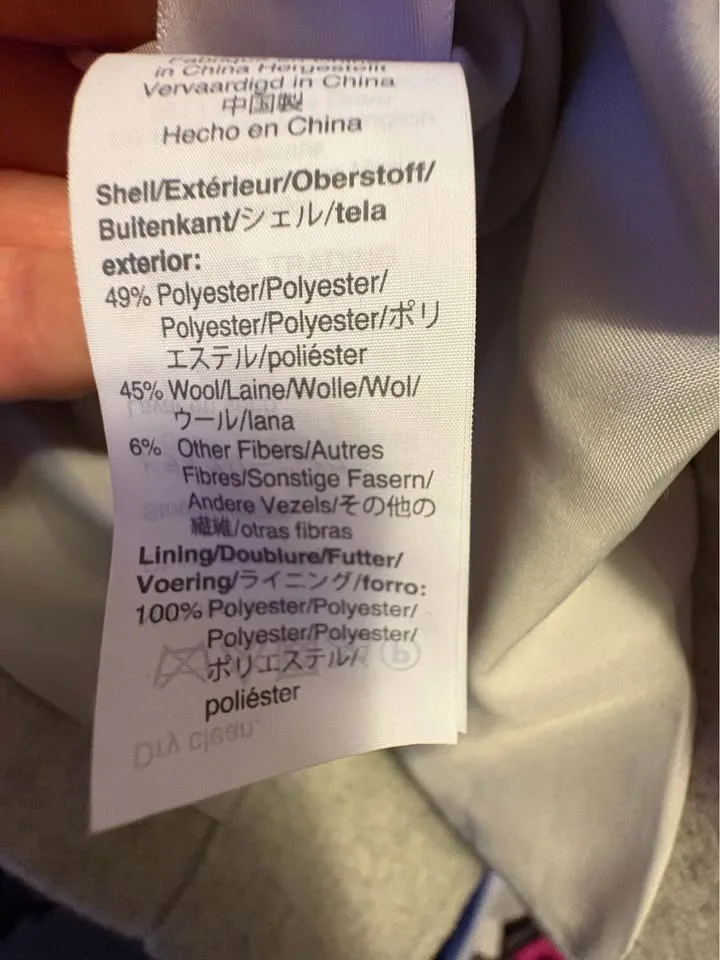 in China Hergestellt
Vervaardigd in China
中国製
Hecho en China
Shell/Extérieur/Oberstoff/
Buitenkant/シェル/tela
exterior:
49% Polyester/Polyester/
Polyester/Polyester/ポリ
エステル/poliéster
45% Wool/Laine/Wolle/Wol/
ウール/lana
6% Other Fibers/Autres
Fibres/Sonstige Fasern/
Andere Vezels/その他の
繊維/otras fibras
Lining/Doublure/Futter/
Voering/ライニング/forro:
100% Polyester/Polyester/
Polyester/Polyester/
ポリエステル/
poliéster
Dry clean.